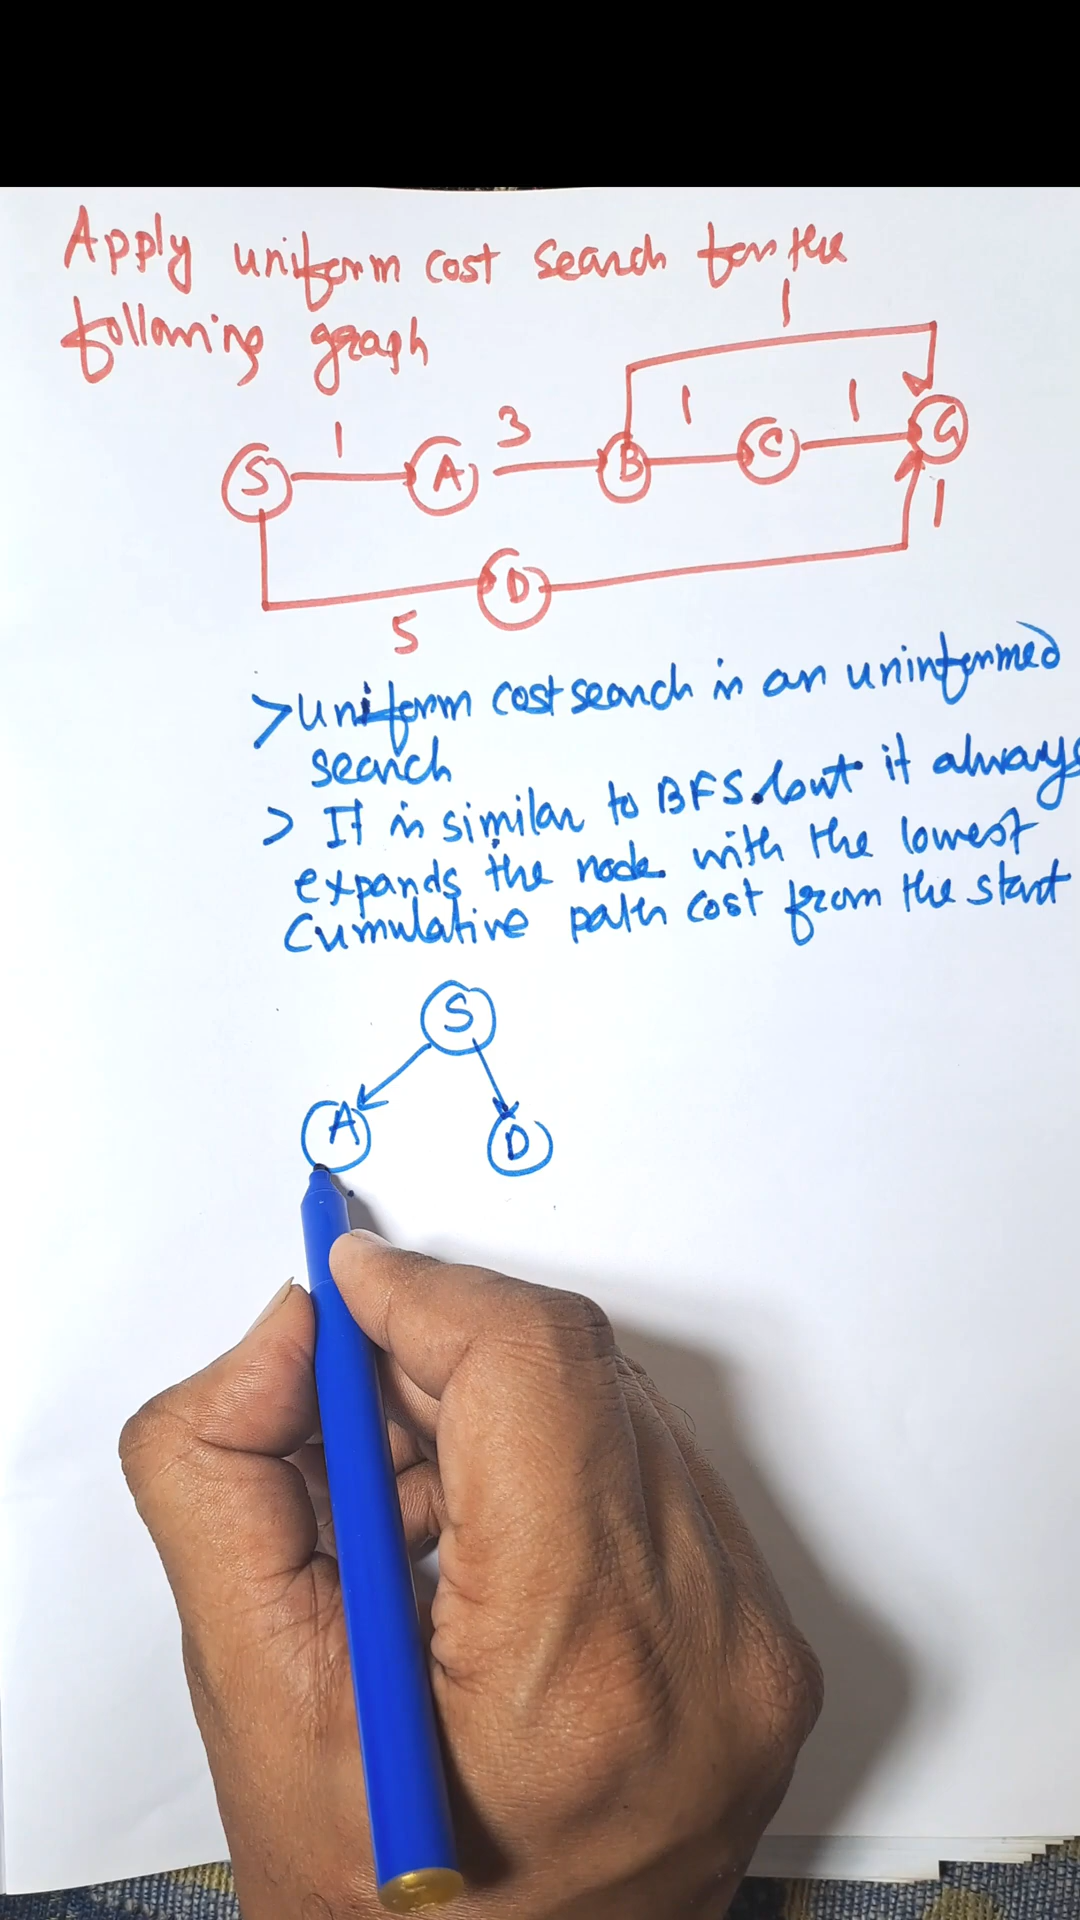 Apply uniform cost search for the
following graph
1
1 3 1 1
S A B C G
1
D
5
> Uniform cost search is an uninformed
search
> It is similar to BFS. but it always
expands the node with the lowest
Cumulative path cost from the start
S
A D